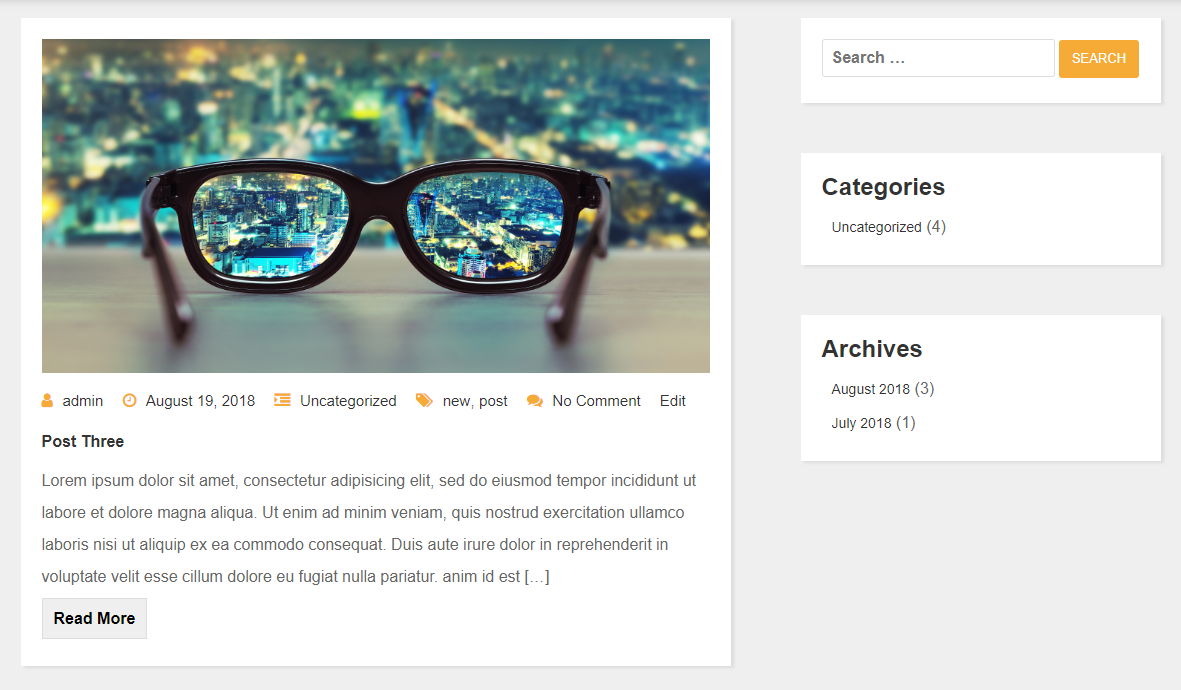 admin August 19, 2018 Uncategorized new, post No Comment Edit
Post Three
Lorem ipsum dolor sit amet, consectetur adipisicing elit, sed do eiusmod tempor incididunt ut
labore et dolore magna aliqua. Ut enim ad minim veniam, quis nostrud exercitation ullamco
laboris nisi ut aliquip ex ea commodo consequat. Duis aute irure dolor in reprehenderit in
voluptate velit esse cillum dolore eu fugiat nulla pariatur. anim id est [...]
Read More
Search ... SEARCH
Categories
Uncategorized (4)
Archives
August 2018 (3)
July 2018 (1)